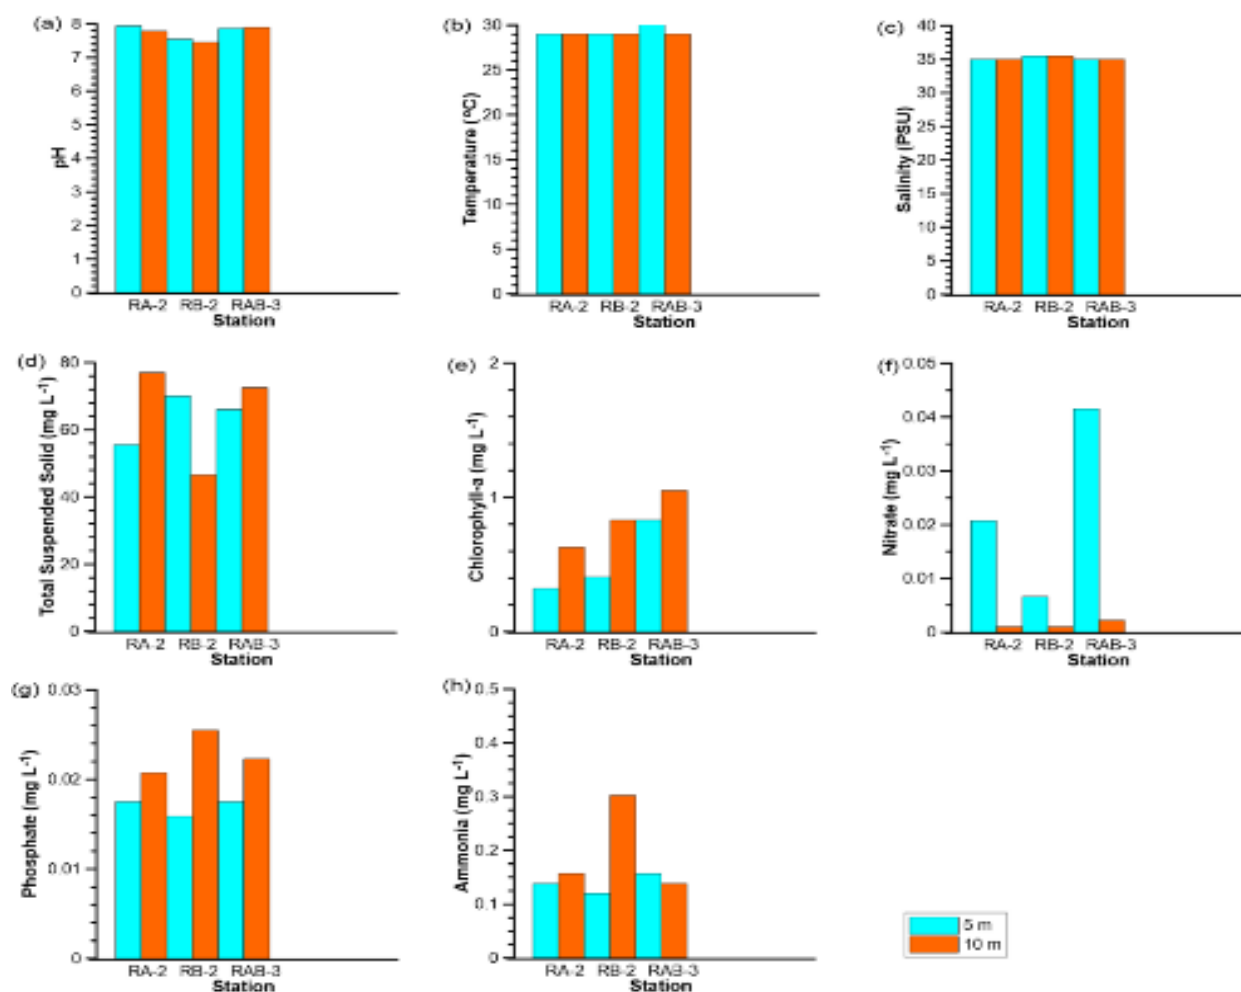 (a)
pH
8
7
6
5
4
3
2
1
0
RA-2 RB-2 RAB-3
Station
(b)
Temperature (ºC)
30
25
20
15
10
5
0
RA-2 RB-2 RAB-3
Station
(c)
Salinity (PSU)
40
35
30
25
20
15
10
5
0
RA-2 RB-2 RAB-3
Station
(d)
Total Suspended Solid (mg L-1)
80
60
40
20
0
RA-2 RB-2 RAB-3
Station
(e)
Chlorophyll-a (mg L-1)
2
1
0
RA-2 RB-2 RAB-3
Station
(f)
Nitrate (mg L-1)
0.05
0.04
0.03
0.02
0.01
0
RA-2 RB-2 RAB-3
Station
(g)
Phosphate (mg L-1)
0.03
0.02
0.01
0
RA-2 RB-2 RAB-3
Station
(h)
Ammonia (mg L-1)
0.5
0.4
0.3
0.2
0.1
0
RA-2 RB-2 RAB-3
Station
5 m
10 m